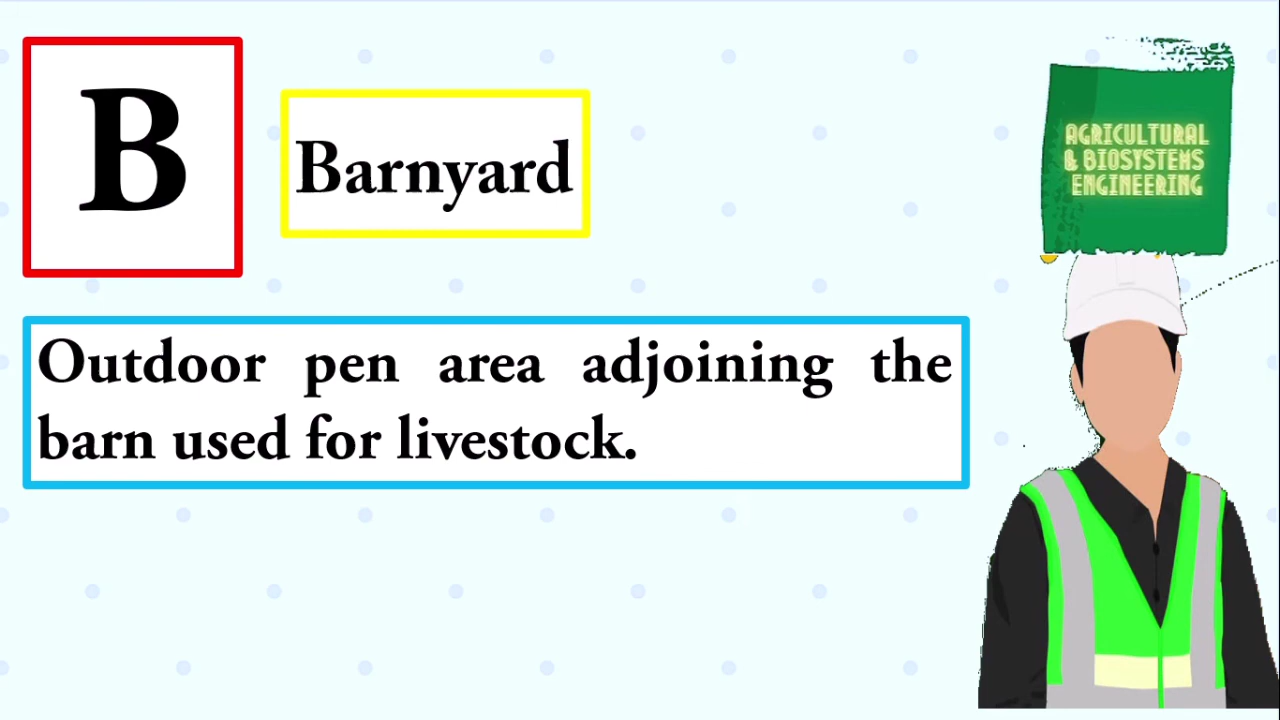 B
Barnyard
Outdoor pen area adjoining the
barn used for livestock.
AGRICULTURAL
& BIOSYSTEMS
ENGINEERING